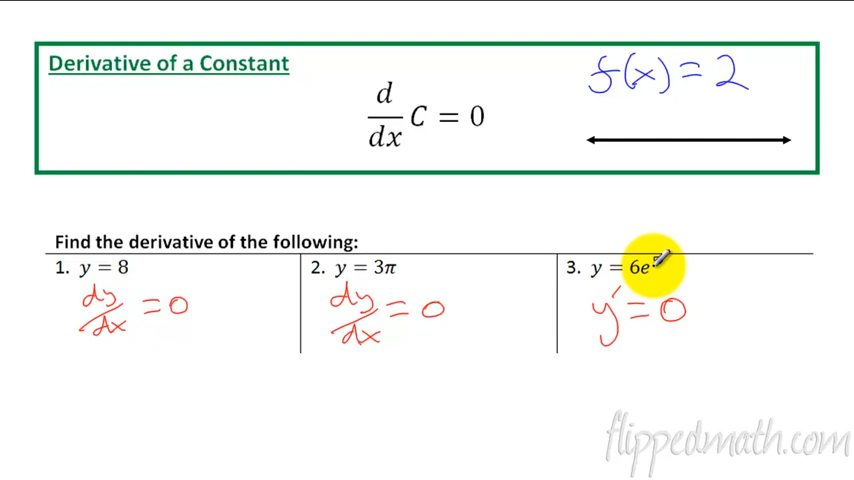 Derivative of a Constant
f(x) = 2
d/dx C = 0
Find the derivative of the following:
1. y = 8
dy/dx = 0
2. y = 3π
dy/dx = 0
3. y = 6e
y′ = 0
flippedmath.com